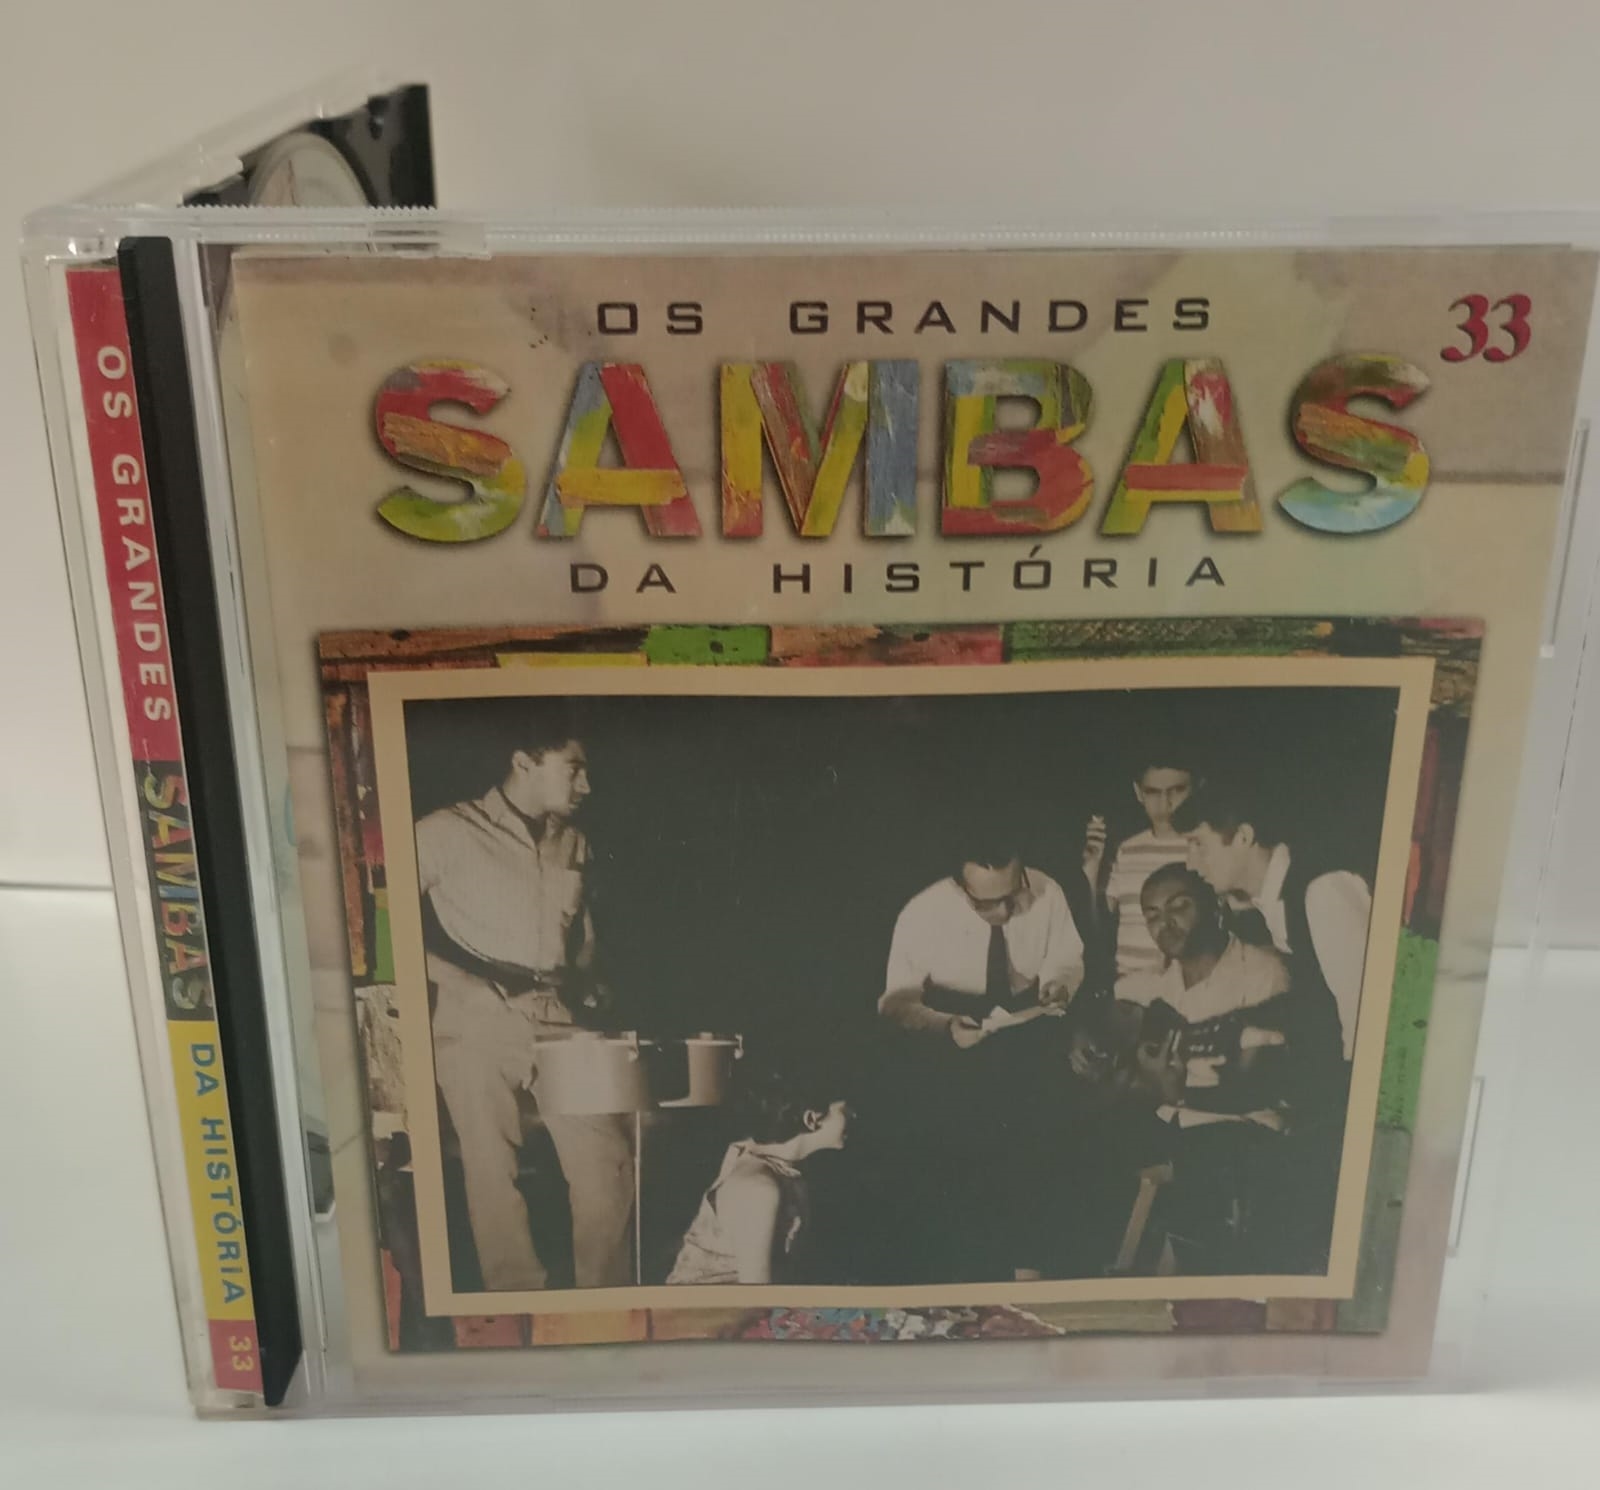 OS GRANDES
33
SAMBAS
DA HISTÓRIA
OS GRANDES SAMBAS DA HISTÓRIA 33